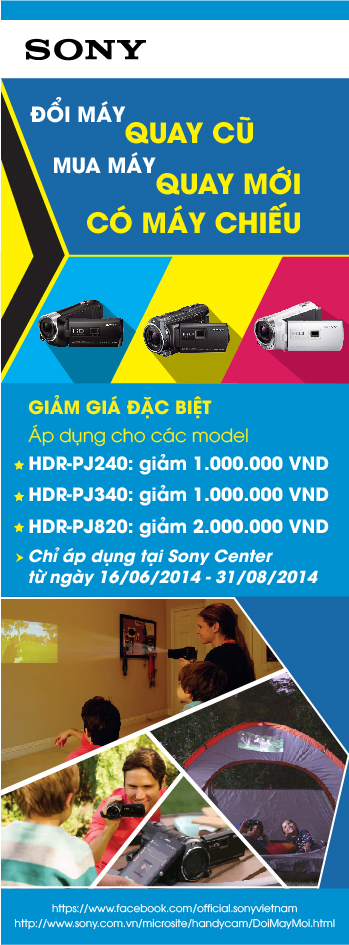 SONY
ĐỔI MÁY
QUAY CŨ
MUA MÁY
QUAY MỚI
CÓ MÁY CHIẾU
GIẢM GIÁ ĐẶC BIỆT
Áp dụng cho các model
HDR-PJ240: giảm 1.000.000 VND
HDR-PJ340: giảm 1.000.000 VND
HDR-PJ820: giảm 2.000.000 VND
Chỉ áp dụng tại Sony Center
từ ngày 16/06/2014 - 31/08/2014
https://www.facebook.com/official.sonyvietnam
http://www.sony.com.vn/microsite/handycam/DoiMayMoi.html